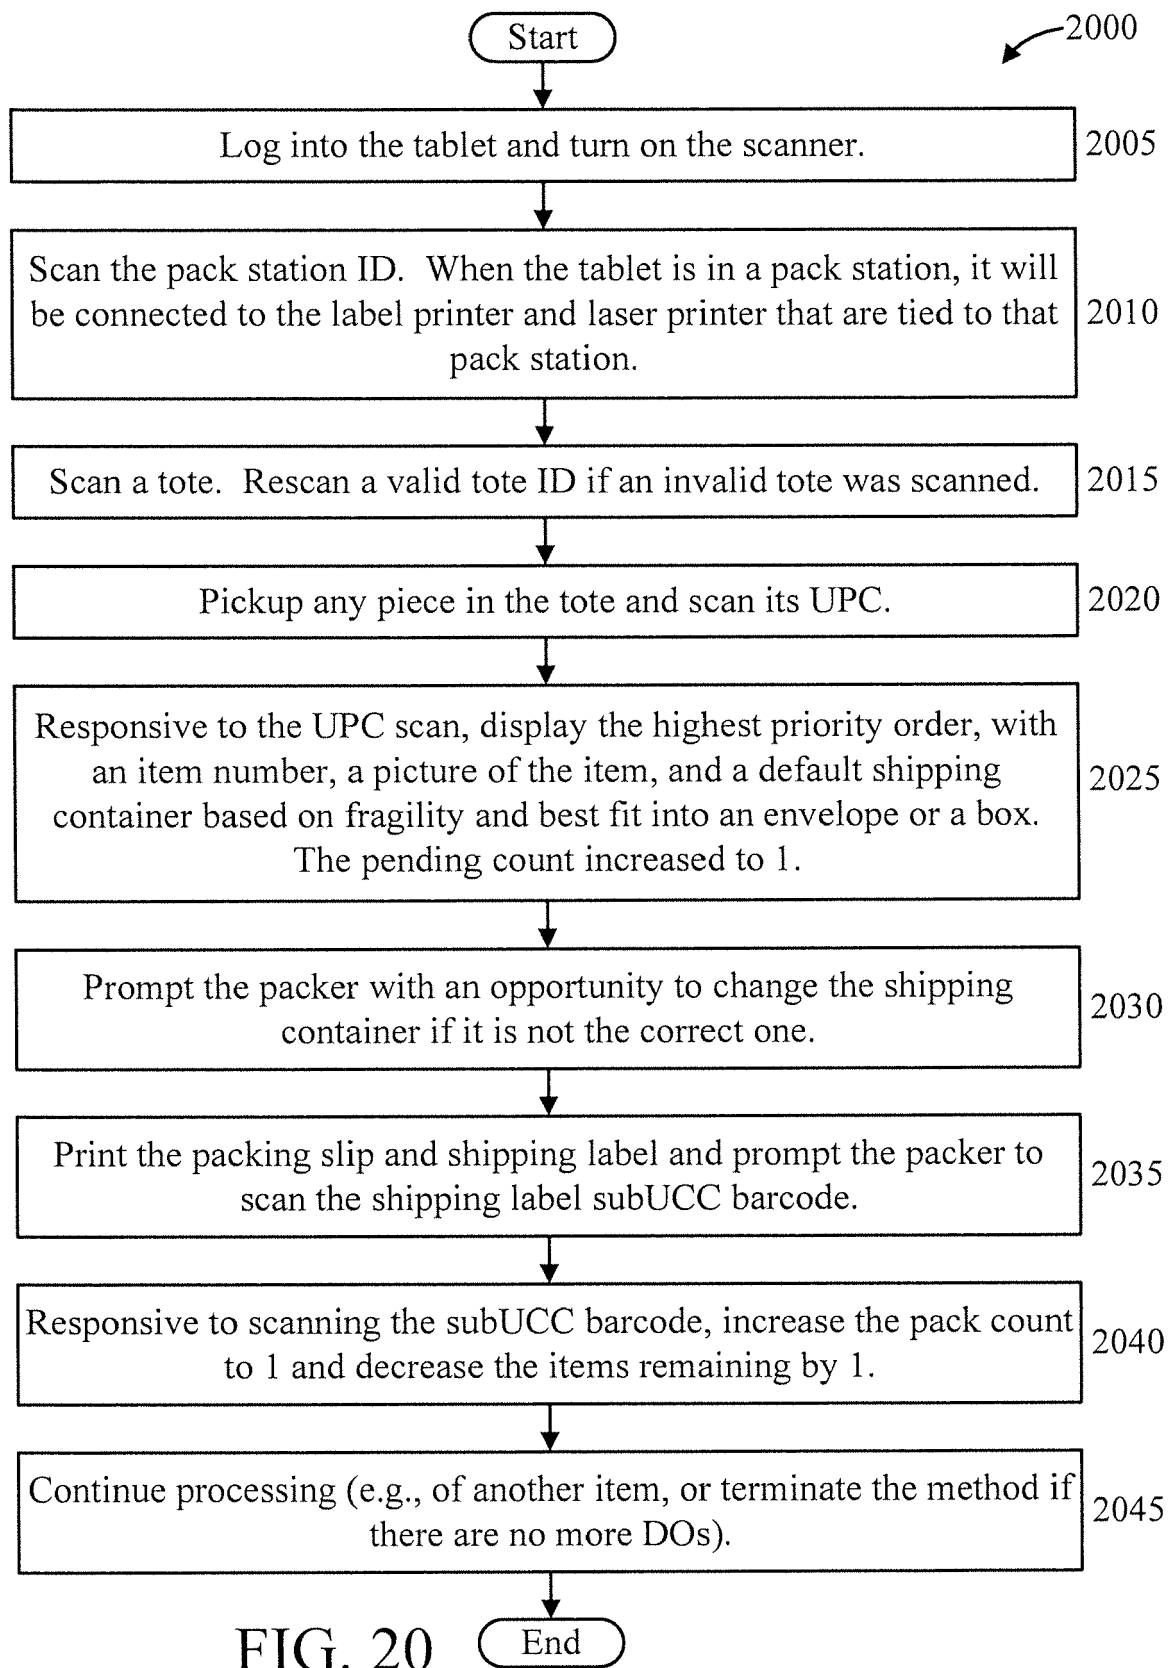 Start
2000
Log into the tablet and turn on the scanner.
2005
Scan the pack station ID.  When the tablet is in a pack station, it will
be connected to the label printer and laser printer that are tied to that
pack station.
2010
Scan a tote.  Rescan a valid tote ID if an invalid tote was scanned.
2015
Pickup any piece in the tote and scan its UPC.
2020
Responsive to the UPC scan, display the highest priority order, with
an item number, a picture of the item, and a default shipping
container based on fragility and best fit into an envelope or a box.
The pending count increased to 1.
2025
Prompt the packer with an opportunity to change the shipping
container if it is not the correct one.
2030
Print the packing slip and shipping label and prompt the packer to
scan the shipping label subUCC barcode.
2035
Responsive to scanning the subUCC barcode, increase the pack count
to 1 and decrease the items remaining by 1.
2040
Continue processing (e.g., of another item, or terminate the method if
there are no more DOs).
2045
End
FIG. 20